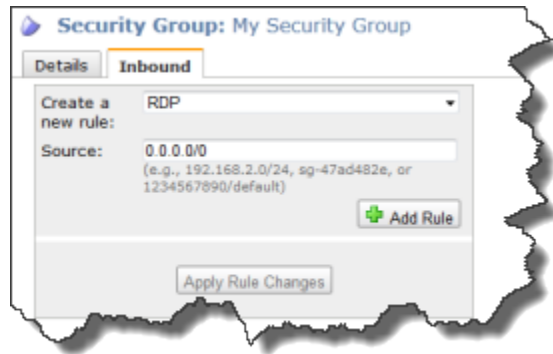 Security Group: My Security Group
Details Inbound
Create a new rule: RDP
Source: 0.0.0.0/0
(e.g., 192.168.2.0/24, sg-47ad482e, or
1234567890/default)
Add Rule
Apply Rule Changes